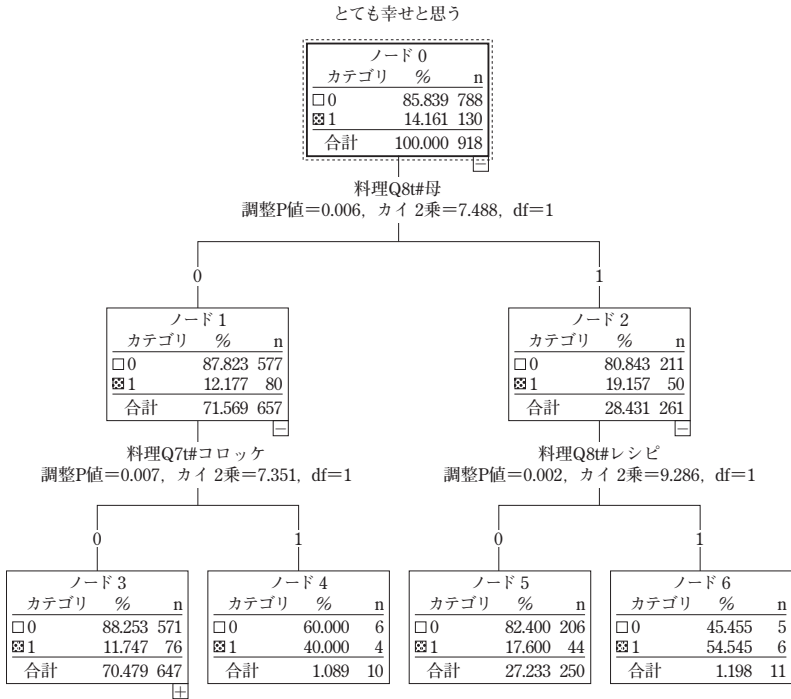 とても幸せと思う
ノード 0
カテゴリ % n
0 85.839 788
1 14.161 130
合計 100.000 918
料理Q8t#母
調整P値＝0.006, カイ 2乗＝7.488, df＝1
0 1
ノード 1
カテゴリ % n
0 87.823 577
1 12.177 80
合計 71.569 657
ノード 2
カテゴリ % n
0 80.843 211
1 19.157 50
合計 28.431 261
料理Q7t#コロッケ
調整P値＝0.007, カイ 2乗＝7.351, df＝1
料理Q8t#レシピ
調整P値＝0.002, カイ 2乗＝9.286, df＝1
0 1
0 1
ノード 3
カテゴリ % n
0 88.253 571
1 11.747 76
合計 70.479 647
ノード 4
カテゴリ % n
0 60.000 6
1 40.000 4
合計 1.089 10
ノード 5
カテゴリ % n
0 82.400 206
1 17.600 44
合計 27.233 250
ノード 6
カテゴリ % n
0 45.455 5
1 54.545 6
合計 1.198 11